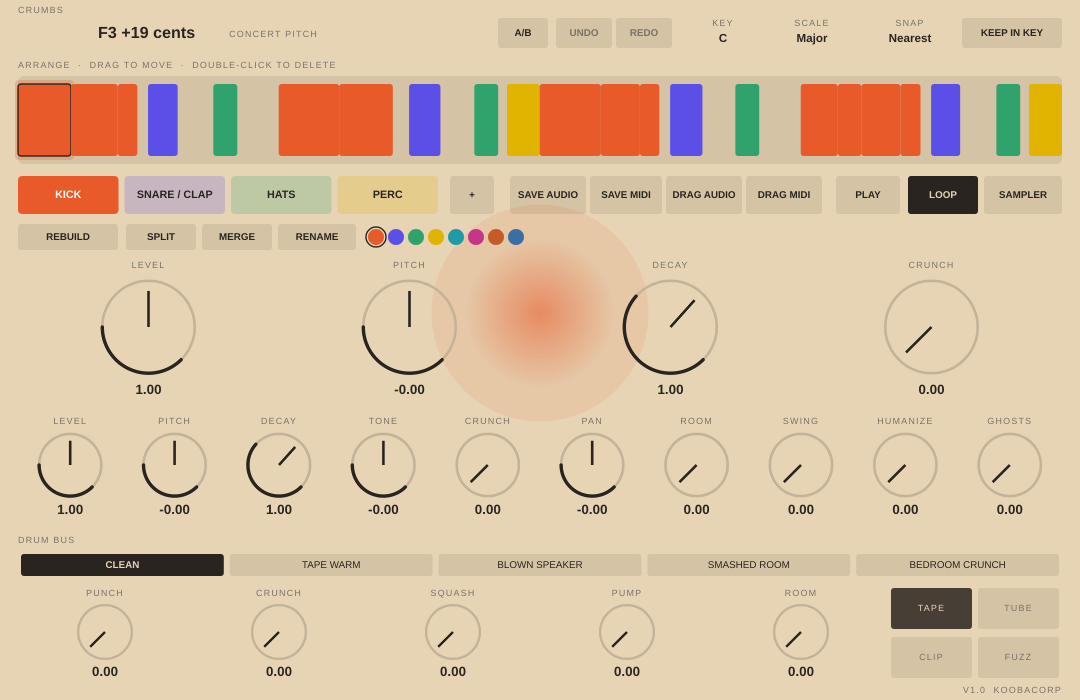 CRUMBS
F3 +19 cents
CONCERT PITCH
A/B
UNDO
REDO
KEY
C
SCALE
Major
SNAP
Nearest
KEEP IN KEY
ARRANGE · DRAG TO MOVE · DOUBLE-CLICK TO DELETE
KICK
SNARE / CLAP
HATS
PERC
+
SAVE AUDIO
SAVE MIDI
DRAG AUDIO
DRAG MIDI
PLAY
LOOP
SAMPLER
REBUILD
SPLIT
MERGE
RENAME
LEVEL
PITCH
DECAY
CRUNCH
1.00
-0.00
1.00
0.00
LEVEL
PITCH
DECAY
TONE
CRUNCH
PAN
ROOM
SWING
HUMANIZE
GHOSTS
1.00
-0.00
1.00
-0.00
0.00
-0.00
0.00
0.00
0.00
0.00
DRUM BUS
CLEAN
TAPE WARM
BLOWN SPEAKER
SMASHED ROOM
BEDROOM CRUNCH
PUNCH
CRUNCH
SQUASH
PUMP
ROOM
0.00
0.00
0.00
0.00
0.00
TAPE
TUBE
CLIP
FUZZ
V1.0 KOOBACORP